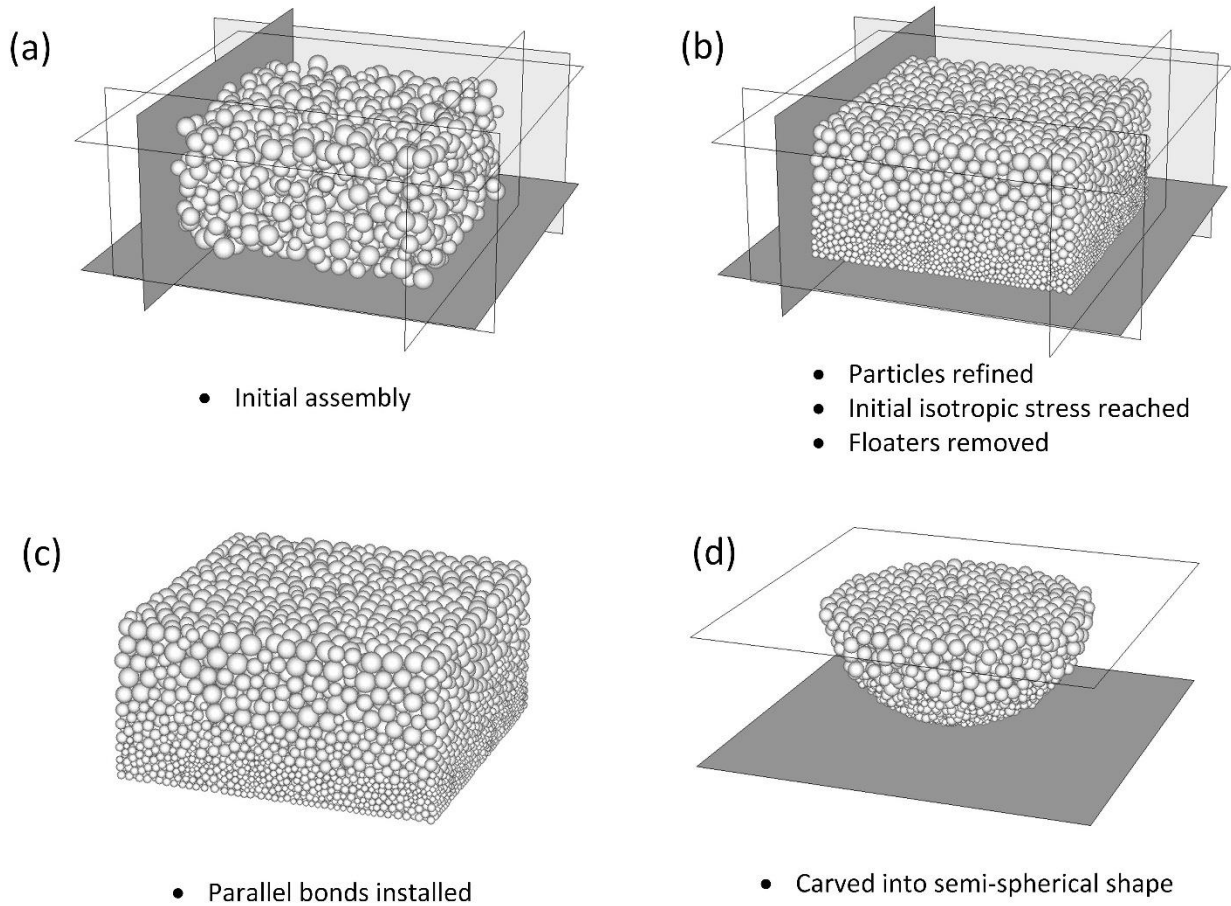 (a)
(b)
• Initial assembly
• Particles refined
• Initial isotropic stress reached
• Floaters removed
(c)
(d)
• Parallel bonds installed
• Carved into semi-spherical shape